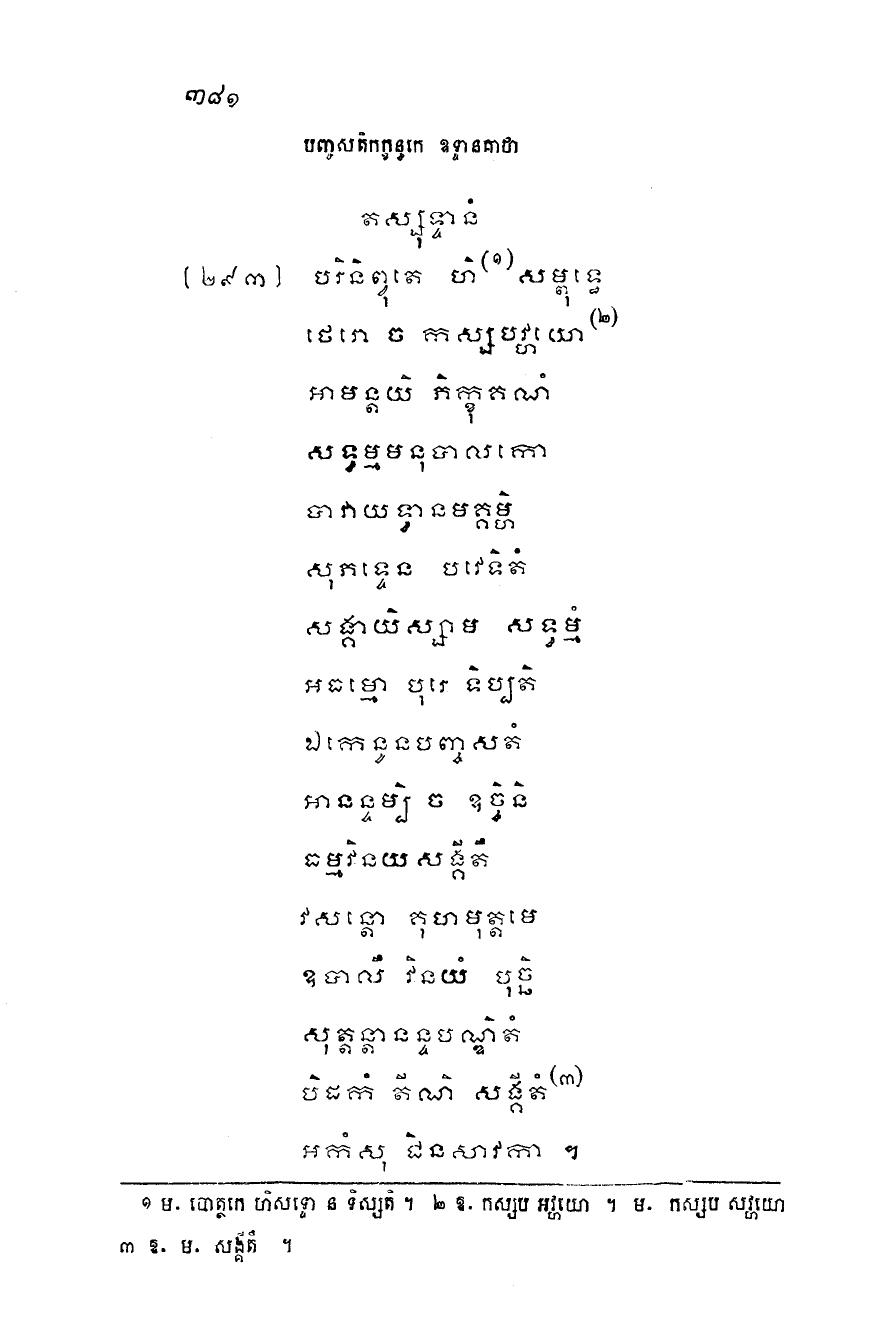 ៣៨១
បញ្ចសតិកក្ខន្ធកេ ឧទ្ទានគាថា
តស្សុទ្ទានំ
(២៩៣) បរិនិព្វុតេ ហិ(១)សម្ពុទ្ធេ
ថេរោ ច កស្សបវ្ហយោ(២)
អាមន្តយិ ភិក្ខុគណំ
សទ្ធម្មមនុបាលកោ
បាវាយទ្ធានមគ្គម្ហិ
សុភទ្ទេន បវេទិតំ
សង្គាយិស្សាម សទ្ធម្មំ
អធម្មោ បុរេ ទិប្បតិ
ឯកេនូនបញ្ចសតំ
អានន្ទម្បិ ច ឧច្ចិនិ
ធម្មវិនយសង្គីតឹ
វសន្តោ គុហមុត្តមេ
ឧបាលឹ វិនយំ បុច្ឆិ
សុត្តន្តានន្ទបណ្ឌិតំ
បិដកំ តីណិ សង្គីតំ(៣)
អកំសុ ជិនសាវកា ៗ
១ ម. បោត្ថកេ ហិសទ្ទោ ន ទិស្សតិ ។ ២ ឱ. កស្សប អវ្ហយោ ។ ម. កស្សប សវ្ហយោ
៣ ឱ. ម. សង្គីតឹ ។